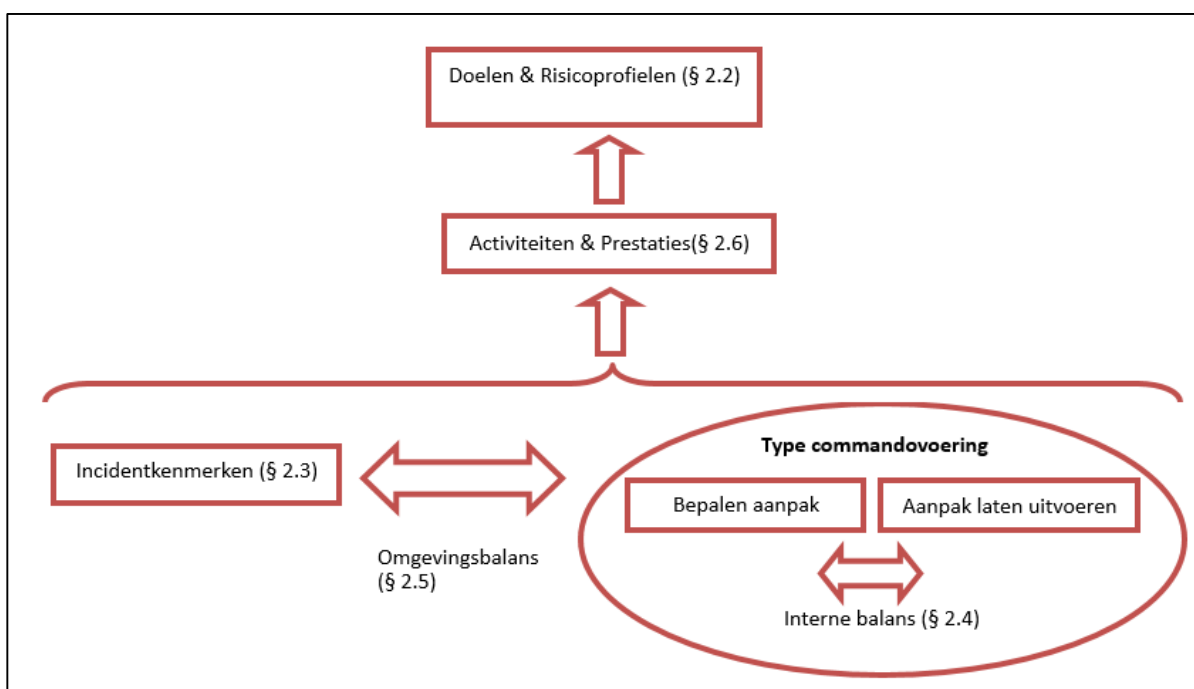 Doelen & Risicoprofielen (§ 2.2)
Activiteiten & Prestaties(§ 2.6)
Type commandovoering
Incidentkenmerken (§ 2.3)
Bepalen aanpak
Aanpak laten uitvoeren
Omgevingsbalans
(§ 2.5)
Interne balans (§ 2.4)